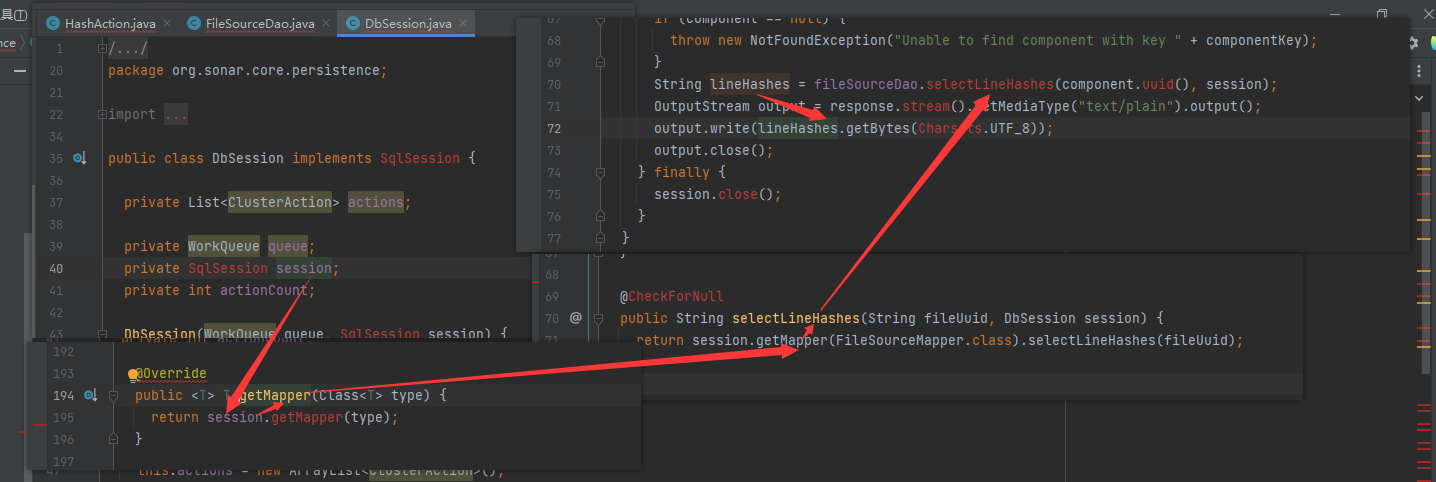 具①
HashAction.java
FileSourceDao.java
DbSession.java
nce
1 /.../
20 package org.sonar.core.persistence;
22 import ...
34
35 public class DbSession implements SqlSession {
36
37 private List<ClusterAction> actions;
38
39 private WorkQueue queue;
40 private SqlSession session;
41 private int actionCount;
42
43 DbSession(WorkQueue queue, SqlSession session) {
192
193 @Override
194 public <T> T getMapper(Class<T> type) {
195 return session.getMapper(type);
196 }
197
47 this.actions = new ArrayList<ClusterAction>();
67 if (component == null) {
68 throw new NotFoundException("Unable to find component with key " + componentKey);
69 }
70 String lineHashes = fileSourceDao.selectLineHashes(component.uuid(), session);
71 OutputStream output = response.stream().setMediaType("text/plain").output();
72 output.write(lineHashes.getBytes(Charsets.UTF_8));
73 output.close();
74 } finally {
75 session.close();
76 }
77 }
67 }
68
69 @CheckForNull
70 @ public String selectLineHashes(String fileUuid, DbSession session) {
71 return session.getMapper(FileSourceMapper.class).selectLineHashes(fileUuid);